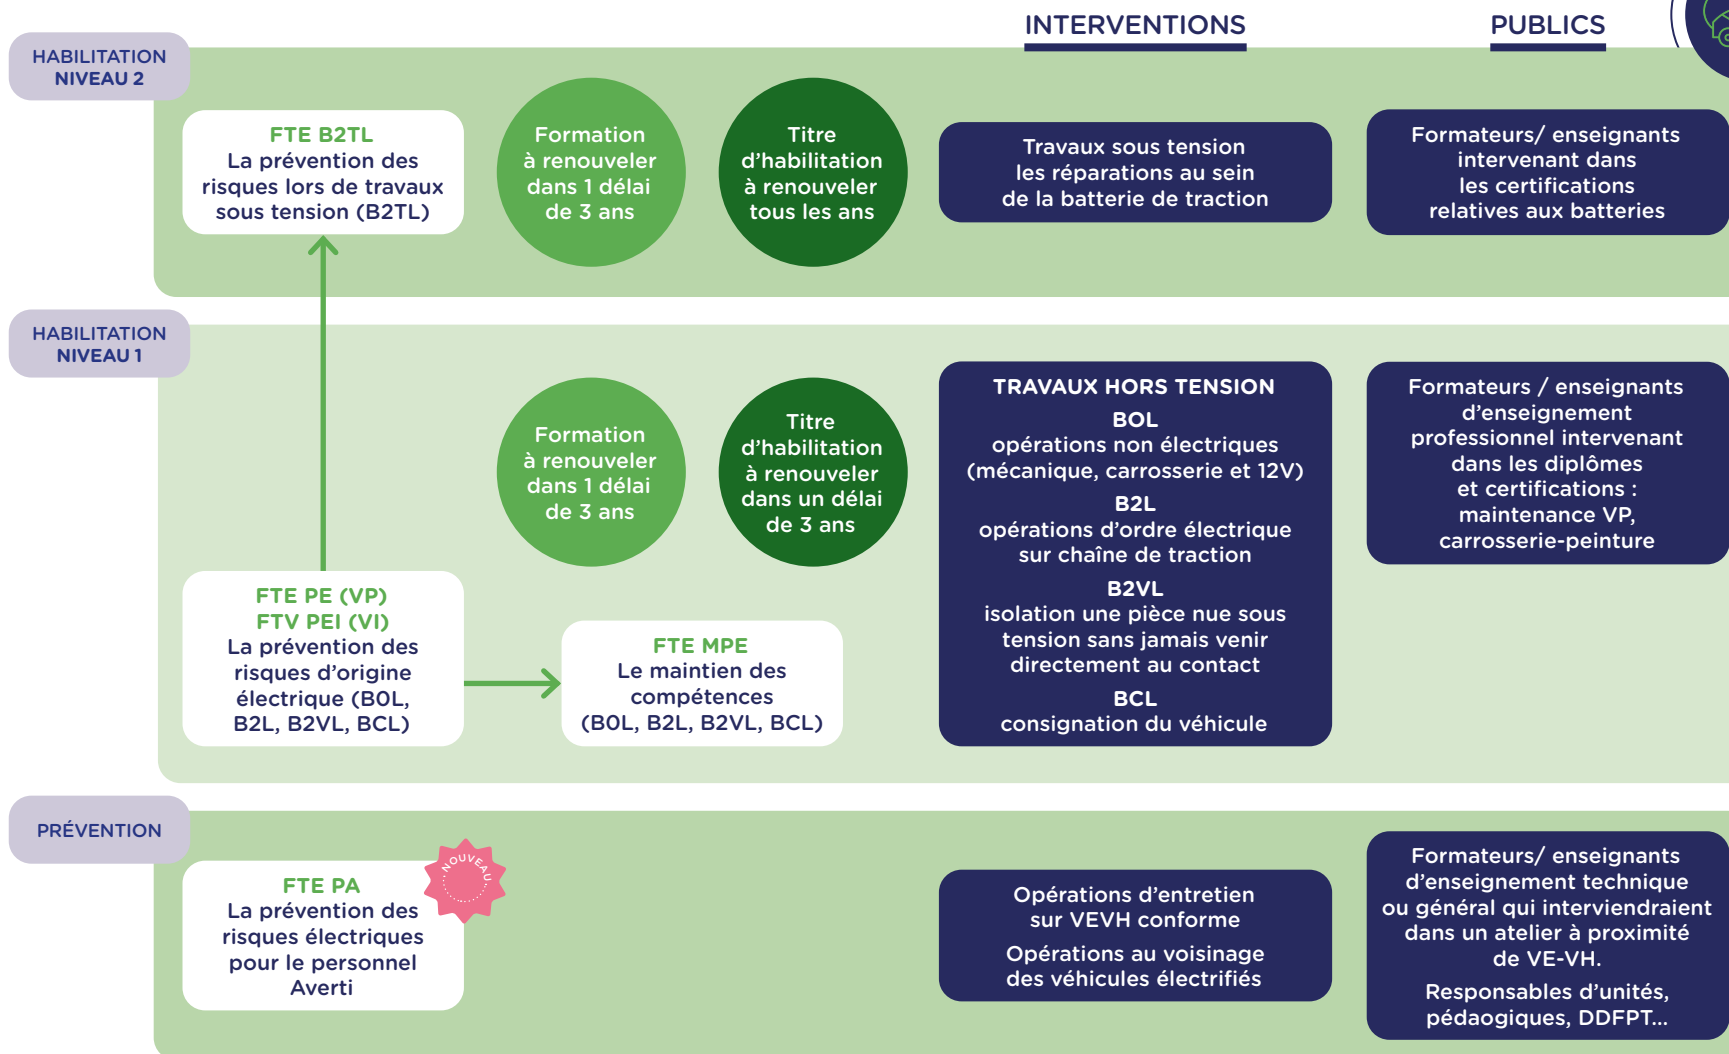 INTERVENTIONS
PUBLICS
HABILITATION
NIVEAU 2
FTE B2TL
La prévention des
risques lors de travaux
sous tension (B2TL)
Formation
à renouveler
dans 1 délai
de 3 ans
Titre
d'habilitation
à renouveler
tous les ans
Travaux sous tension
les réparations au sein
de la batterie de traction
Formateurs/ enseignants
intervenant dans
les certifications
relatives aux batteries
HABILITATION
NIVEAU 1
FTE PE (VP)
FTV PEI (VI)
La prévention des
risques d'origine
électrique (B0L,
B2L, B2VL, BCL)
Formation
à renouveler
dans 1 délai
de 3 ans
Titre
d'habilitation
à renouveler
dans un délai
de 3 ans
FTE MPE
Le maintien des
compétences
(B0L, B2L, B2VL, BCL)
TRAVAUX HORS TENSION
BOL
opérations non électriques
(mécanique, carrosserie et 12V)
B2L
opérations d'ordre électrique
sur chaîne de traction
B2VL
isolation une pièce nue sous
tension sans jamais venir
directement au contact
BCL
consignation du véhicule
Formateurs / enseignants
d'enseignement
professionnel intervenant
dans les diplômes
et certifications :
maintenance VP,
carrosserie-peinture
PRÉVENTION
NOUVEAU
FTE PA
La prévention des
risques électriques
pour le personnel
Averti
Opérations d'entretien
sur VEVH conforme
Opérations au voisinage
des véhicules électrifiés
Formateurs/ enseignants
d'enseignement technique
ou général qui interviendraient
dans un atelier à proximité
de VE-VH.
Responsables d'unités,
pédaogiques, DDFPT...